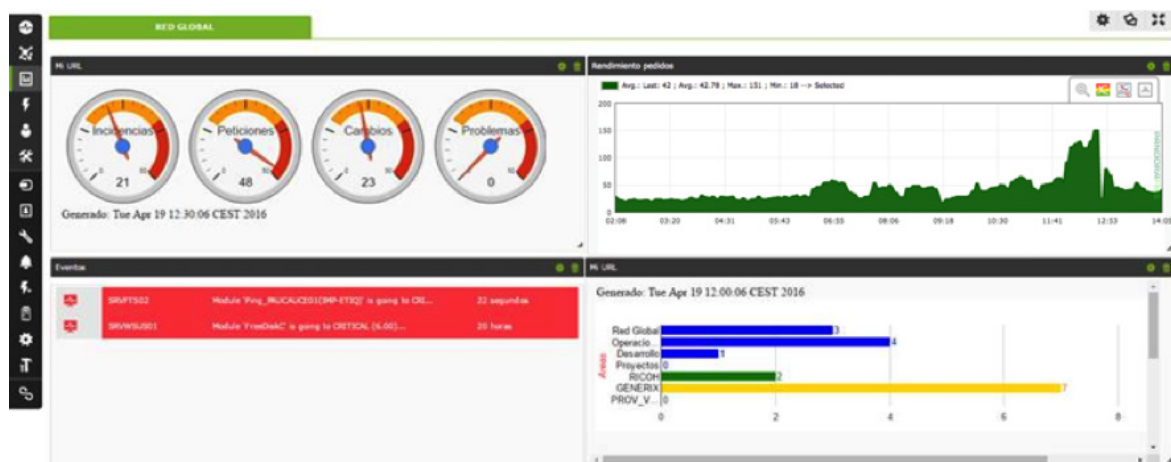 RED GLOBAL
Mi URL
Incidencias
21
Peticiones
48
Cambios
23
Problemas
0
Generado: Tue Apr 19 12:30:06 CEST 2016
Rendimiento pedidos
Avg.: Last: 42 ; Avg.: 42.78 ; Max.: 151 ; Min.: 18 --> Selected
200
150
100
50
0
02:08 03:20 04:31 05:43 06:55 08:06 09:18 10:30 11:41 12:53 14:05
Eventos
SRVFTS02 is going to CRI... 22 segundos
SRVWSUS01 Module 'FreeDiskC' is going to CRITICAL (6.00)... 20 horas
Mi URL
Generado: Tue Apr 19 12:00:06 CEST 2016
Areas
Red Global 3
Operacio... 4
Desarrollo 1
Proyectos 0
RICOH 2
GENERIX 7
PROV_V... 0
0 2 4 6 8